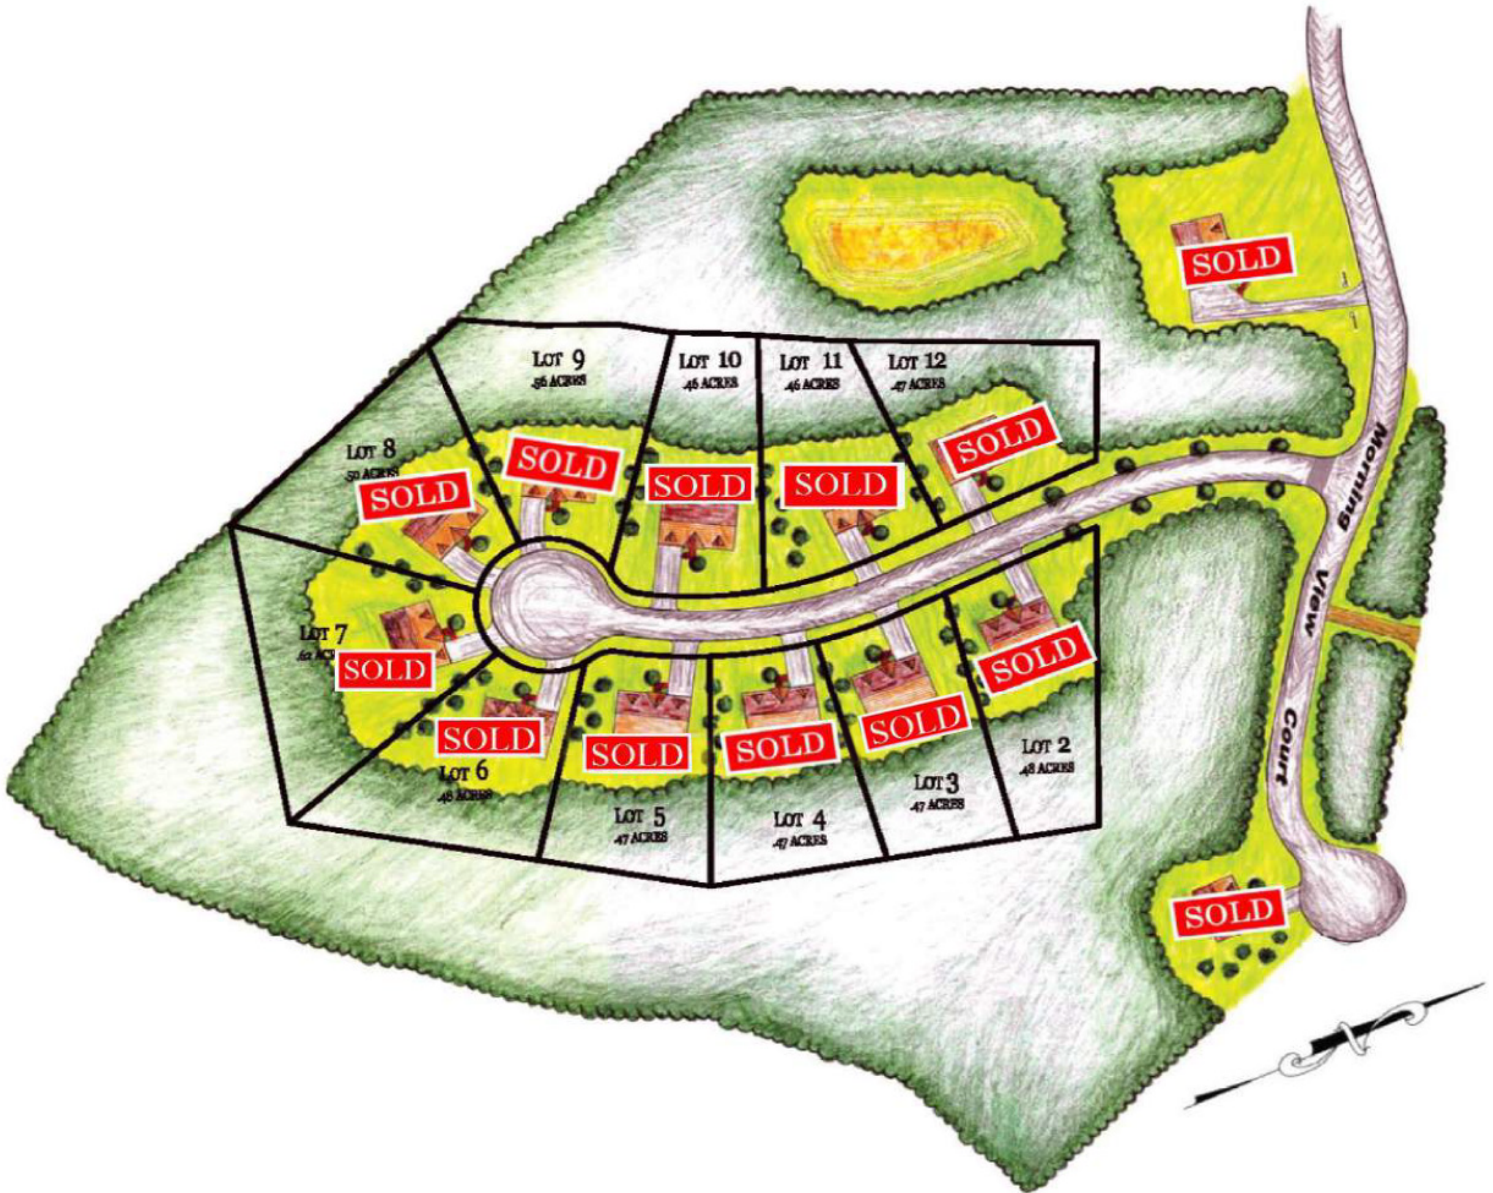 SOLD
LOT 9
.56 ACRES
LOT 10
.46 ACRES
LOT 11
.46 ACRES
LOT 12
.47 ACRES
SOLD
LOT 8
.50 ACRES
SOLD
SOLD
SOLD
SOLD
Morning
View
Court
LOT 7
SOLD
SOLD
LOT 6
.48 ACRES
SOLD
LOT 5
.47 ACRES
SOLD
LOT 4
.47 ACRES
SOLD
LOT 3
.47 ACRES
SOLD
LOT 2
.48 ACRES
SOLD
N